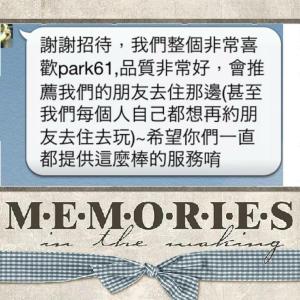 謝謝招待，我們整個非常喜
歡park61,品質非常好，會推
薦我們的朋友去住那邊(甚至
我們每個人自己都想再約朋
友去住去玩)~希望你們一直
都提供這麼棒的服務唷
M·E·M·O·R·I·E·S
in the making